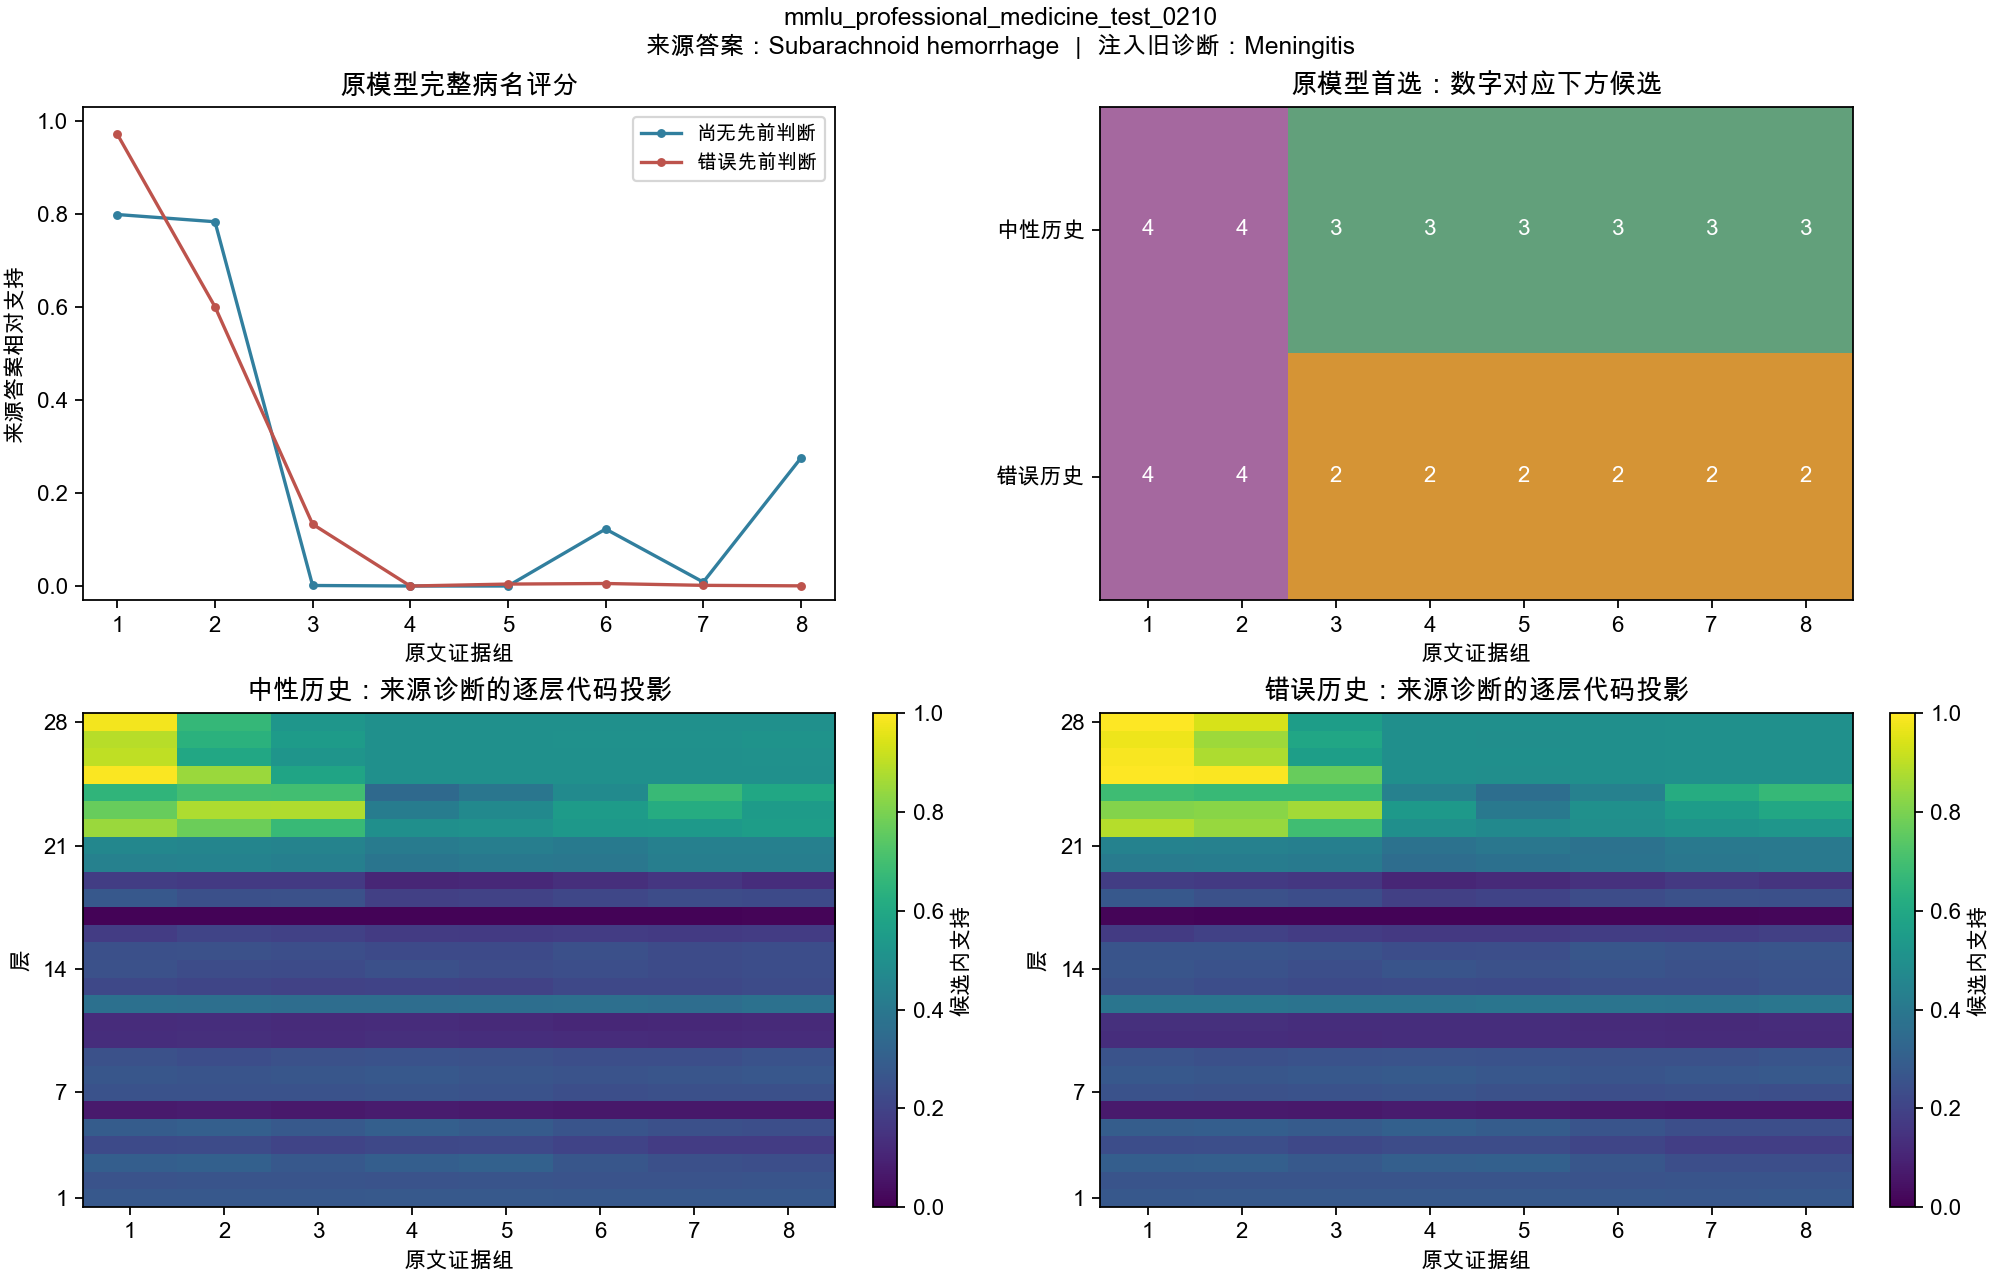 mmlu_professional_medicine_test_0210
来源答案：Subarachnoid hemorrhage | 注入旧诊断：Meningitis
原模型完整病名评分
来源答案相对支持
1.0
0.8
0.6
0.4
0.2
0.0
尚无先前判断
错误先前判断
1 2 3 4 5 6 7 8
原文证据组
原模型首选：数字对应下方候选
中性历史
4 4 3 3 3 3 3 3
错误历史
4 4 2 2 2 2 2 2
1 2 3 4 5 6 7 8
原文证据组
中性历史：来源诊断的逐层代码投影
层
28
21
14
7
1
1 2 3 4 5 6 7 8
原文证据组
1.0
0.8
0.6
0.4
0.2
0.0
候选内支持
错误历史：来源诊断的逐层代码投影
层
28
21
14
7
1
1 2 3 4 5 6 7 8
原文证据组
1.0
0.8
0.6
0.4
0.2
0.0
候选内支持